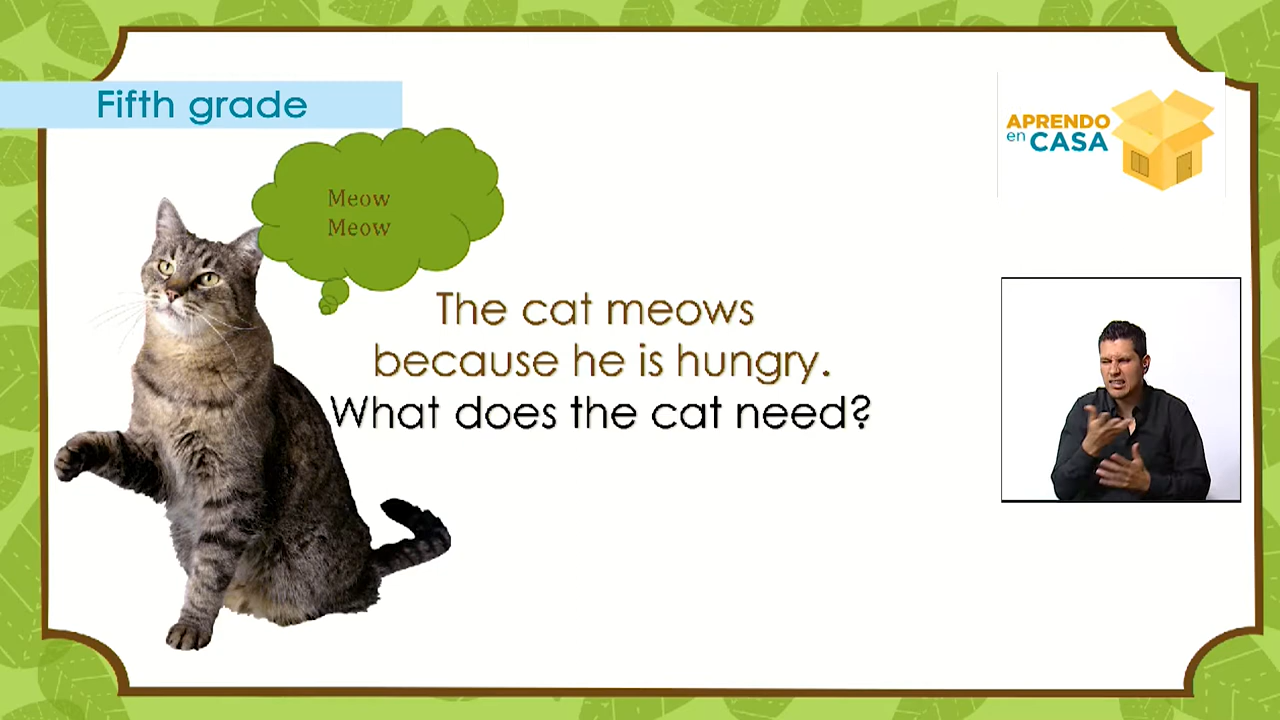 Fifth grade
APRENDO
en CASA
Meow
Meow
The cat meows
because he is hungry.
What does the cat need?